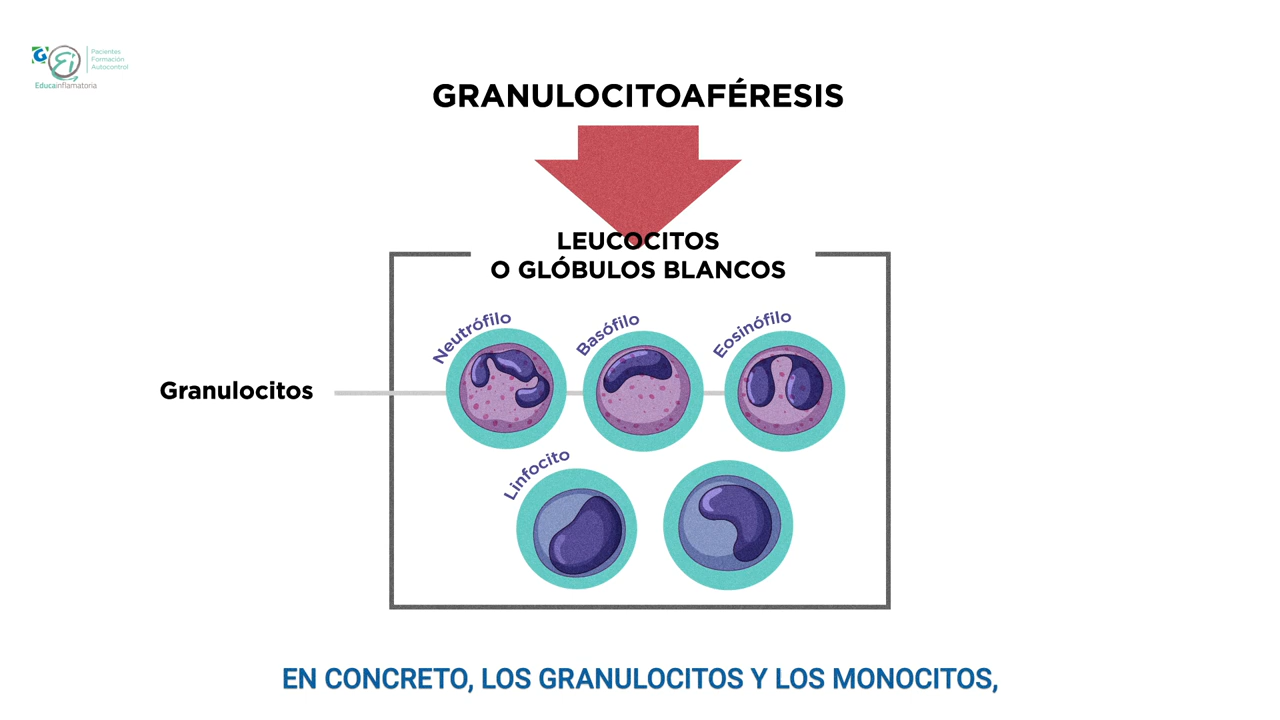 G Ei
Pacientes
Formación
Autocontrol
Educainflamatoria
GRANULOCITOAFÉRESIS
LEUCOCITOS
O GLÓBULOS BLANCOS
Neutrófilo
Basófilo
Eosinófilo
Granulocitos
Linfocito
EN CONCRETO, LOS GRANULOCITOS Y LOS MONOCITOS,